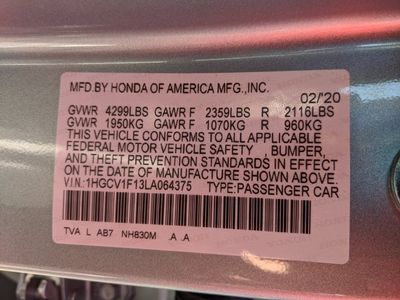 MFD.BY HONDA OF AMERICA MFG.,INC.
02/'20
GVWR 4299LBS GAWR F 2359LBS R 2116LBS
GVWR 1950KG GAWR F 1070KG R 960KG
THIS VEHICLE CONFORMS TO ALL APPLICABLE
FEDERAL MOTOR VEHICLE SAFETY , BUMPER
AND THEFT PREVENTION STANDARDS IN EFFECT
ON THE DATE OF MANUFACTURE SHOWN ABOVE.
V.I.N.:1HGCV1F13LA064375 TYPE:PASSENGER CAR
TVA L AB7 NH830M .A .A